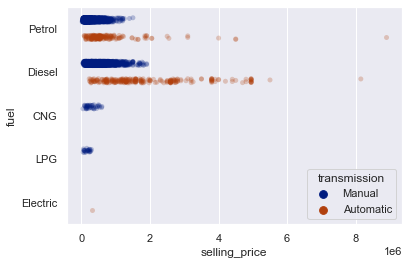 Petrol
Diesel
CNG
LPG
Electric
fuel
0
2
4
6
8
1e6
selling_price
transmission
Manual
Automatic